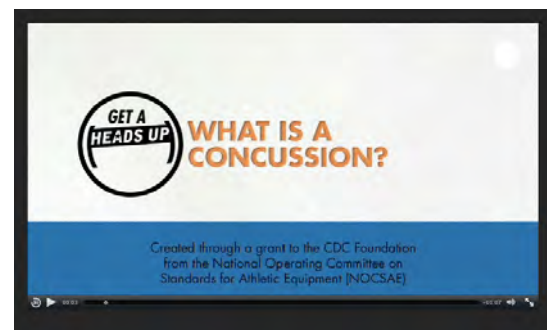 GET A
HEADS UP
WHAT IS A
CONCUSSION?
Created through a grant to the CDC Foundation
from the National Operating Committee on
Standards for Athletic Equipment (NOCSAE)